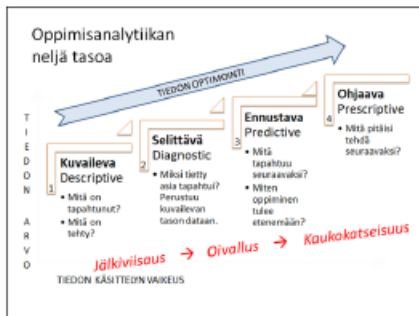 Oppimisanalytiikan
neljä tasoa
TIEDON OPTIMOINTI
TIEDON ARVO
1
Kuvaileva
Descriptive
• Mitä on
tapahtunut?
• Mitä on
tehty?
2
Selittävä
Diagnostic
• Miksi tietty
asia tapahtui?
Perustuu
kuvailevan
tason dataan.
3
Ennustava
Predictive
• Mitä
tapahtuu
seuraavaksi?
• Miten
oppiminen
tulee
etenemään?
4
Ohjaava
Prescriptive
• Mitä pitäisi
tehdä
seuraavaksi?
Jälkiviisaus → Oivallus → Kaukokatseisuus
TIEDON KÄSITTELYN VAIKEUS